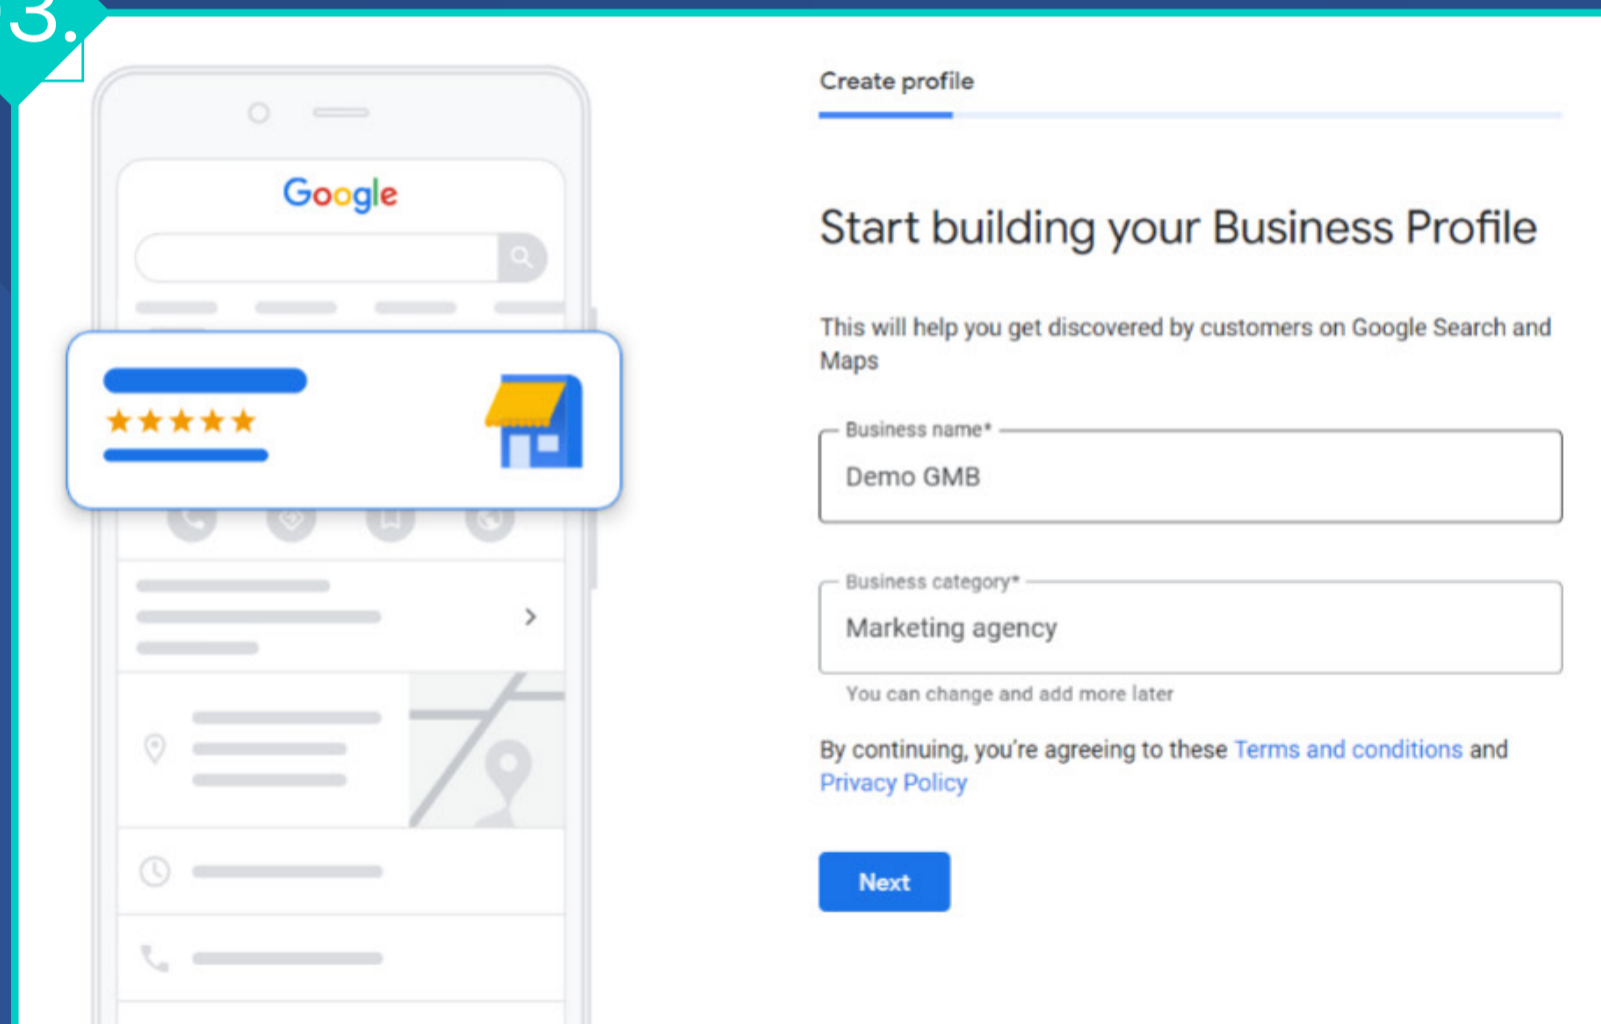 03.
Google
Create profile
Start building your Business Profile
This will help you get discovered by customers on Google Search and
Maps
Business name*
Demo GMB
Business category*
Marketing agency
You can change and add more later
By continuing, you're agreeing to these Terms and conditions and
Privacy Policy
Next